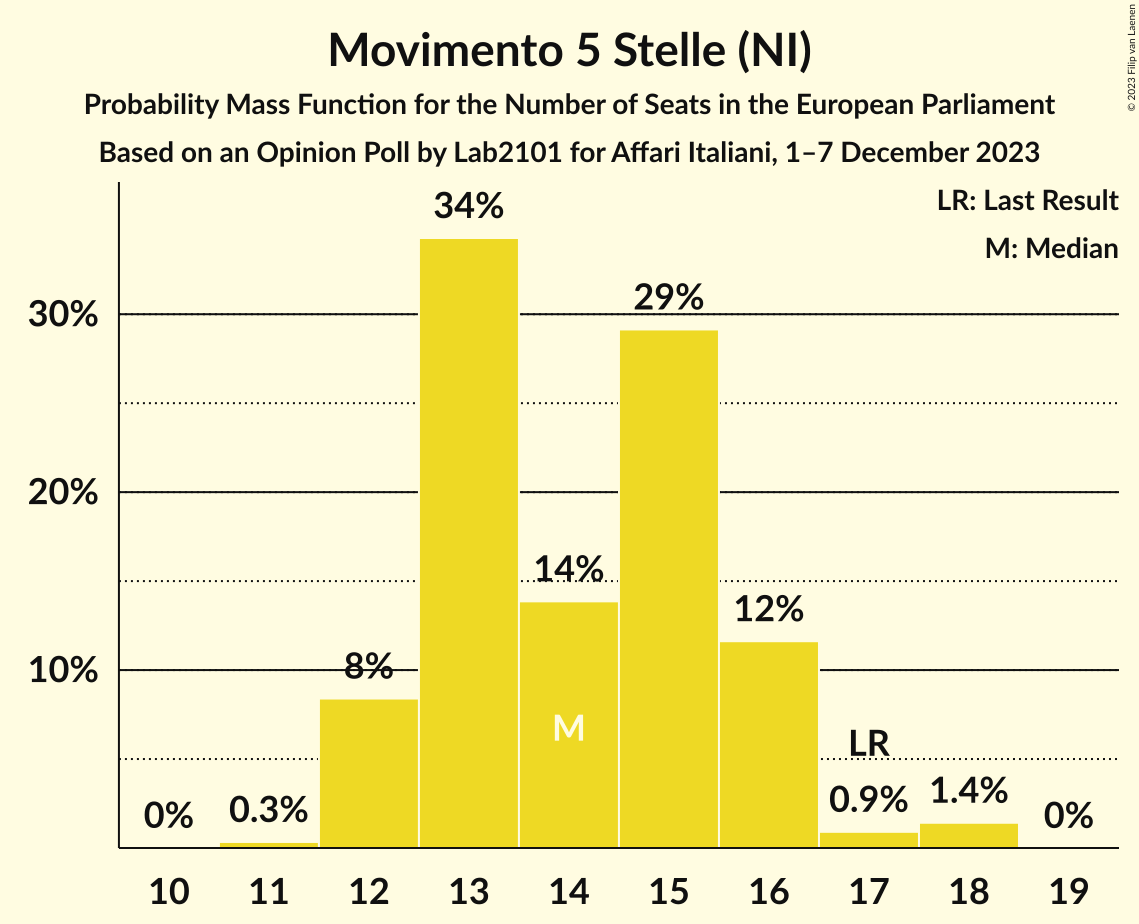 Movimento 5 Stelle (NI)
Probability Mass Function for the Number of Seats in the European Parliament
Based on an Opinion Poll by Lab2101 for Affari Italiani, 1–7 December 2023
© 2023 Filip van Laenen
LR: Last Result
M: Median
34%
29%
30%
20%
14%
12%
10%
8%
M
LR
0%
0.3%
0.9%
1.4%
0%
10 11 12 13 14 15 16 17 18 19